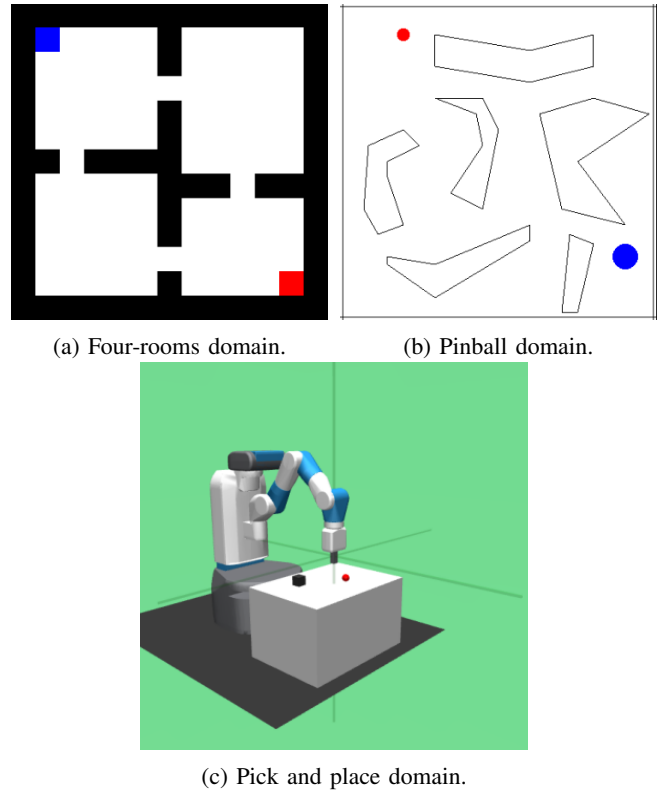 (a) Four-rooms domain.
(b) Pinball domain.
(c) Pick and place domain.